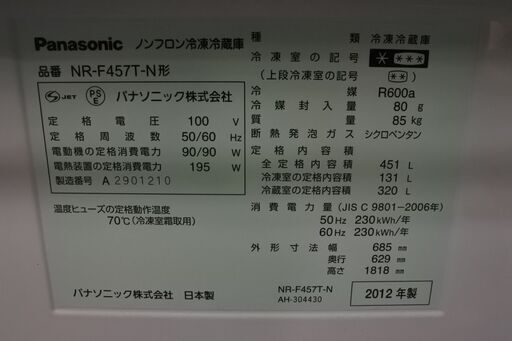 Panasonic ノンフロン冷凍冷蔵庫
品番 NR-F457T-N形
S JET PSE パナソニック株式会社
定格電圧 100 V
定格周波数 50/60 Hz
電動機の定格消費電力 90/90 W
電熱装置の定格消費電力 195 W
製造番号 A 2901210
温度ヒューズの定格動作温度
70℃(冷凍室霜取用)
パナソニック株式会社 日本製
種類 冷凍冷蔵庫
冷凍室の記号 * ***
(上段冷凍室の記号 **)
冷媒 R600a
冷媒封入量 80 g
質量 85 kg
断熱発泡ガス シクロペンタン
定格内容積
全定格内容積 451 L
冷凍室の定格内容積 131 L
冷蔵室の定格内容積 320 L
消費電力量(JIS C 9801-2006年)
50Hz 230kWh/年
60Hz 230kWh/年
外形寸法 幅 685 mm
奥行 629 mm
高さ 1818 mm
NR-F457T-N
AH-304430
2012年製